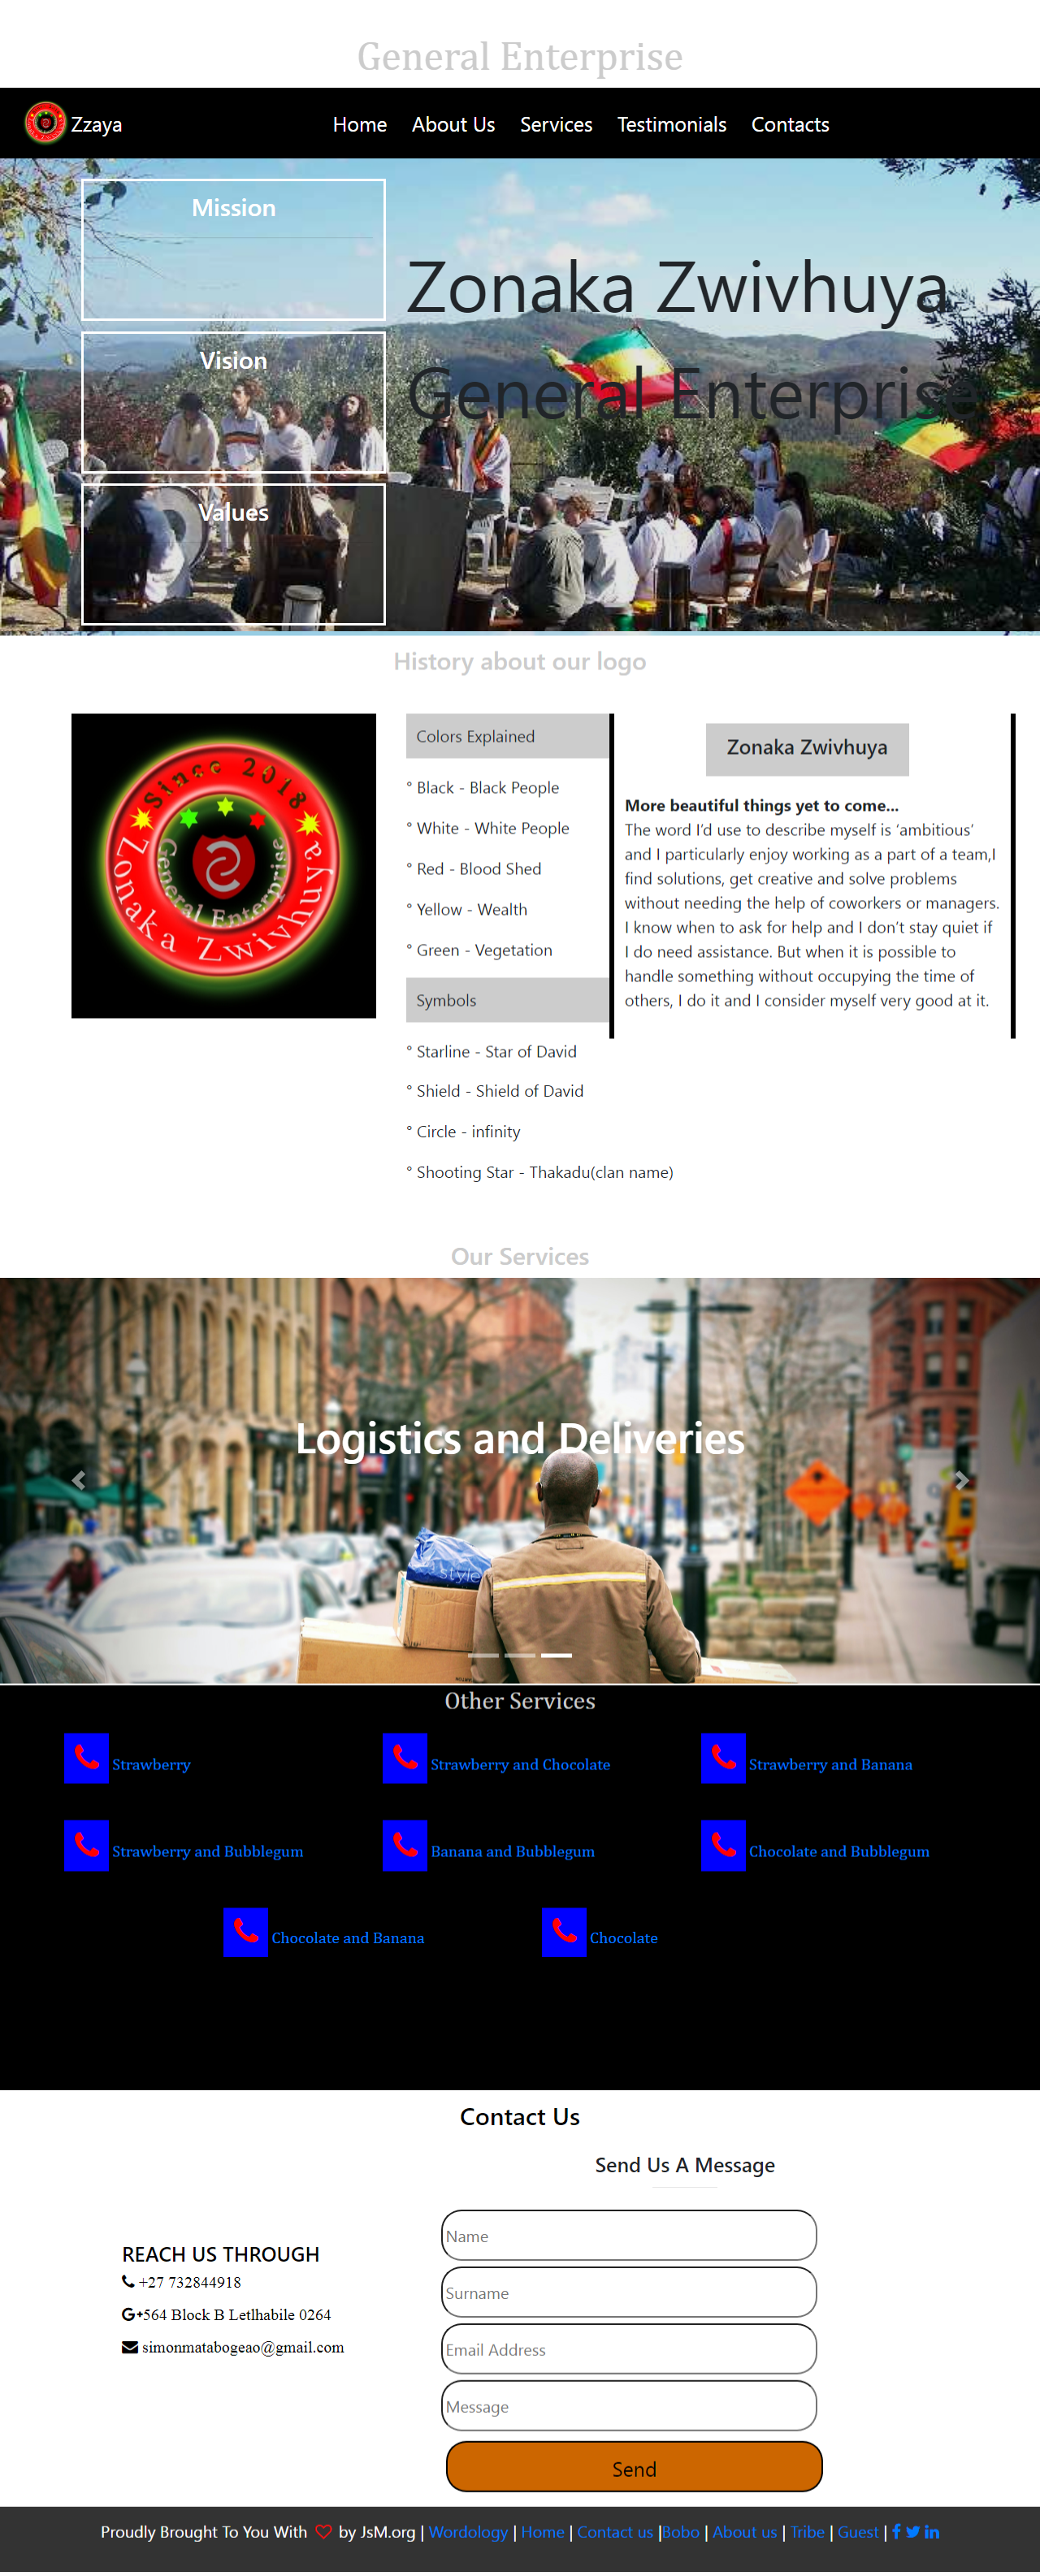 General Enterprise
Zzaya
Home About Us Services Testimonials Contacts
Mission
Vision
Values
Zonaka Zwivhuya
General Enterprise
History about our logo
Since 2018
Zonaka Zwivhuya
General Enterprise
Colors Explained
° Black - Black People
° White - White People
° Red - Blood Shed
° Yellow - Wealth
° Green - Vegetation
Symbols
° Starline - Star of David
° Shield - Shield of David
° Circle - infinity
° Shooting Star - Thakadu(clan name)
Zonaka Zwivhuya
More beautiful things yet to come...
The word I'd use to describe myself is ‘ambitious’
and I particularly enjoy working as a part of a team,I
find solutions, get creative and solve problems
without needing the help of coworkers or managers.
I know when to ask for help and I don't stay quiet if
I do need assistance. But when it is possible to
handle something without occupying the time of
others, I do it and I consider myself very good at it.
Our Services
Logistics and Deliveries
Style
Other Services
Strawberry
Strawberry and Chocolate
Strawberry and Banana
Strawberry and Bubblegum
Banana and Bubblegum
Chocolate and Bubblegum
Chocolate and Banana
Chocolate
Contact Us
Send Us A Message
REACH US THROUGH
+27 732844918
G+564 Block B Letlhabile 0264
simonmatabogeao@gmail.com
Name
Surname
Email Address
Message
Send
Proudly Brought To You With ♡ by JsM.org | Wordology | Home | Contact us |Bobo | About us | Tribe | Guest |